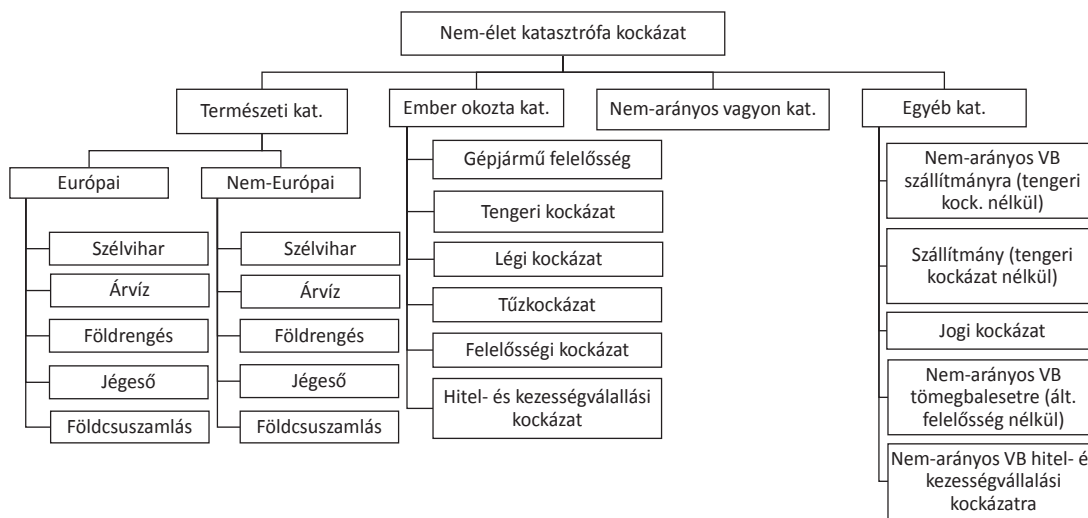 Nem-élet katasztrófa kockázat
Természeti kat.
Ember okozta kat.
Nem-arányos vagyon kat.
Egyéb kat.
Európai
Nem-Európai
Szélvihar
Árvíz
Földrengés
Jégeső
Földcsuszamlás
Szélvihar
Árvíz
Földrengés
Jégeső
Földcsuszamlás
Gépjármű felelősség
Tengeri kockázat
Légi kockázat
Tűzkockázat
Felelősségi kockázat
Hitel- és kezességválallási
kockázat
Nem-arányos VB
szállítmányra (tengeri
kock. nélkül)
Szállítmány (tengeri
kockázat nélkül)
Jogi kockázat
Nem-arányos VB
tömegbalesetre (ált.
felelősség nélkül)
Nem-arányos VB hitel- é
kezességvállalási
kockázatra